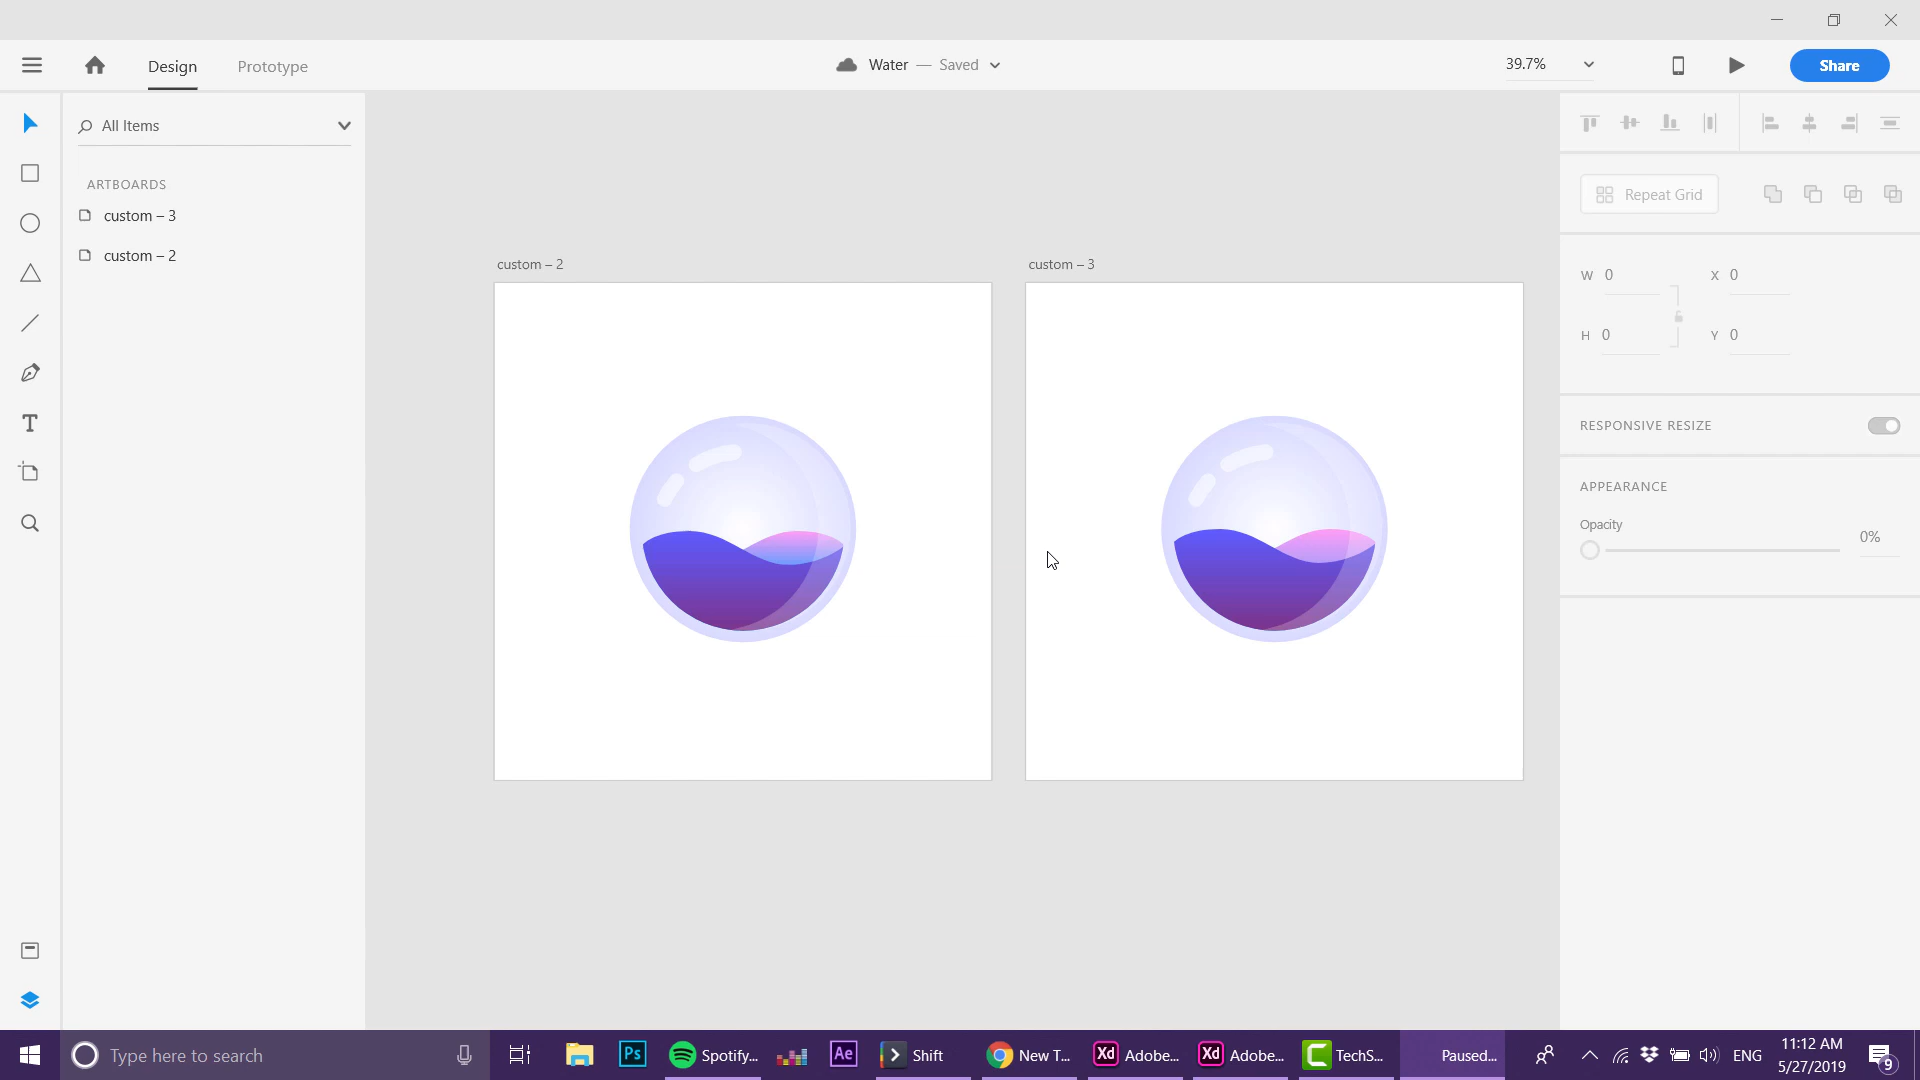 Design
Prototype
Water — Saved
39.7%
Share
All Items
ARTBOARDS
custom – 3
custom – 2
custom – 2
custom – 3
Repeat Grid
W 0
X 0
H 0
Y 0
RESPONSIVE RESIZE
APPEARANCE
Opacity
0%
Type here to search
Ps
Spotify...
Ae
Shift
New T...
Xd Adobe...
Xd Adobe...
TechS...
Paused...
ENG
11:12 AM
5/27/2019
9